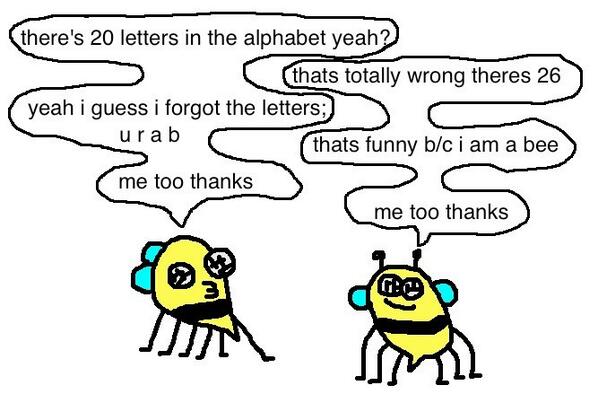 there's 20 letters in the alphabet yeah?
thats totally wrong theres 26
yeah i guess i forgot the letters;
u r a b
thats funny b/c i am a bee
me too thanks
me too thanks